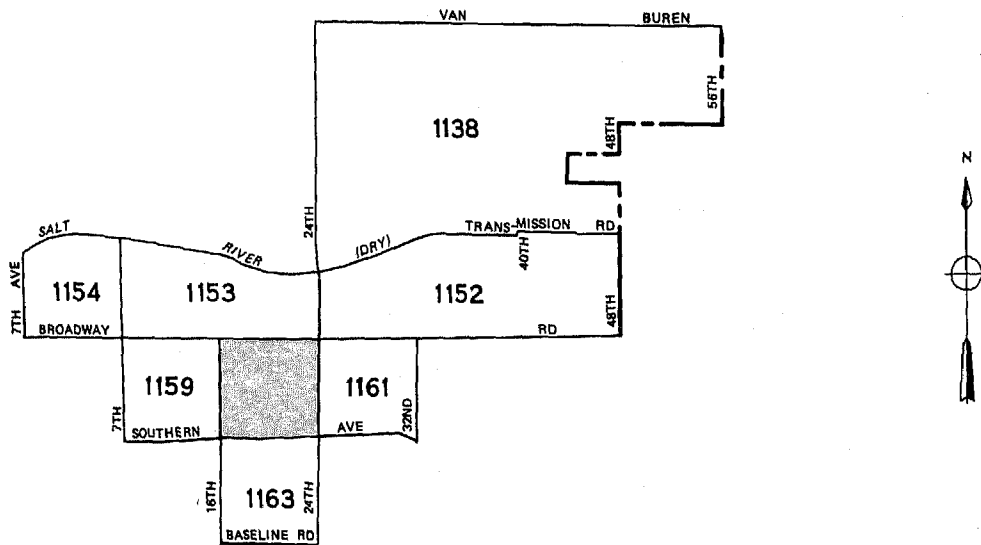 VAN BUREN
56TH
1138
48TH
N
SALT
24TH
TRANS-MISSION RD
RIVER
(DRY)
40TH
7TH AVE
1154
1153
1152
48TH
BROADWAY
RD
1159
1161
7TH
32ND
SOUTHERN
AVE
16TH
1163
24TH
BASELINE RD